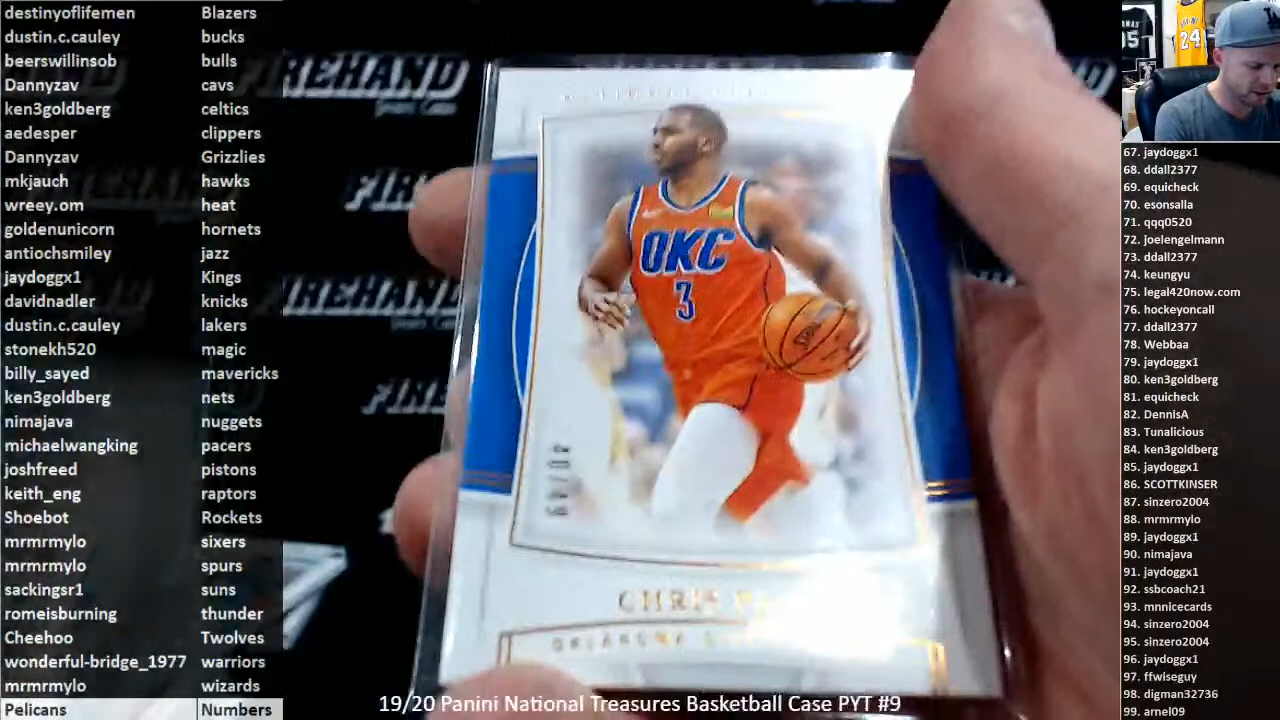 destinyoflifemen Blazers
dustin.c.cauley bucks
beerswillinsob bulls
Dannyzav cavs
ken3goldberg celtics
aedesper clippers
Dannyzav Grizzlies
mkjauch hawks
wreey.om heat
goldenunicorn hornets
antiochsmiley jazz
jaydoggx1 Kings
davidnadler knicks
dustin.c.cauley lakers
stonekh520 magic
billy_sayed mavericks
ken3goldberg nets
nimajava nuggets
michaelwangking pacers
joshfreed pistons
keith_eng raptors
Shoebot Rockets
mrmrmylo sixers
mrmrmylo spurs
sackingsr1 suns
romeisburning thunder
Cheehoo Twolves
wonderful-bridge_1977 warriors
mrmrmylo wizards
Pelicans Numbers
FIREHAND
FIREHAND
FIREHAND
OKC
3
40/49
CHRIS
OKLAHOMA
19/20 Panini National Treasures Basketball Case PYT #9
24
67. jaydoggx1
68. ddall2377
69. equicheck
70. esonsalla
71. qqq0520
72. joelengelmann
73. ddall2377
74. keungyu
75. legal420now.com
76. hockeyoncall
77. ddall2377
78. Webbaa
79. jaydoggx1
80. ken3goldberg
81. equicheck
82. DennisA
83. Tunalicious
84. ken3goldberg
85. jaydoggx1
86. SCOTTKINSER
87. sinzero2004
88. mrmrmylo
89. jaydoggx1
90. nimajava
91. jaydoggx1
92. ssbcoach21
93. mnnicecards
94. sinzero2004
95. sinzero2004
96. jaydoggx1
97. ffwiseguy
98. digman32736
99. arnel09